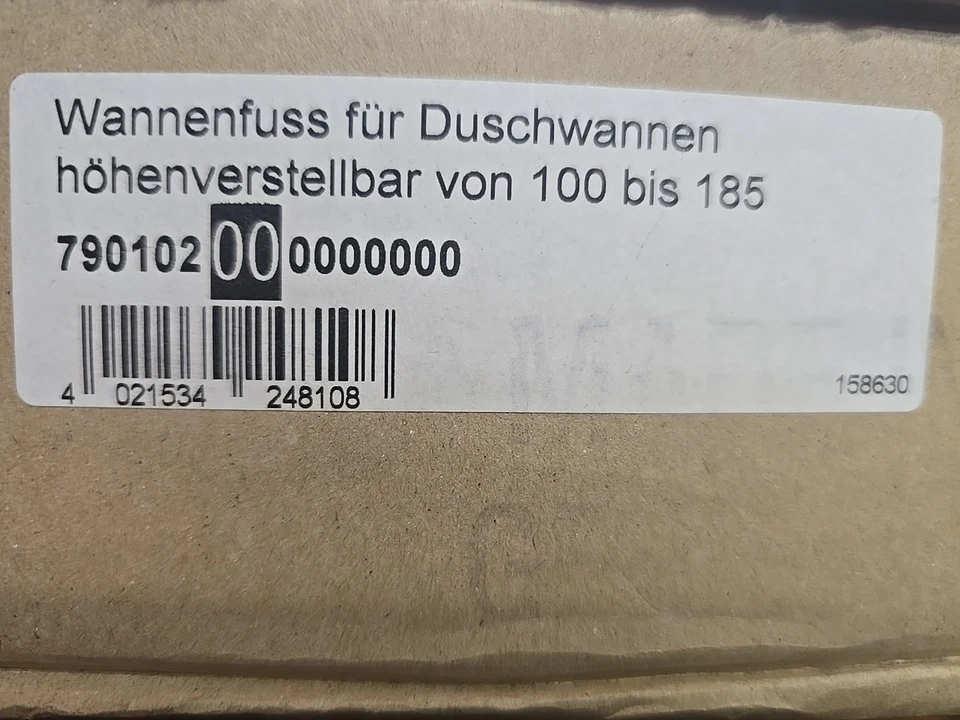 Wannenfuss für Duschwannen
höhenverstellbar von 100 bis 185
790102 00 0000000
4 021534 248108
158630